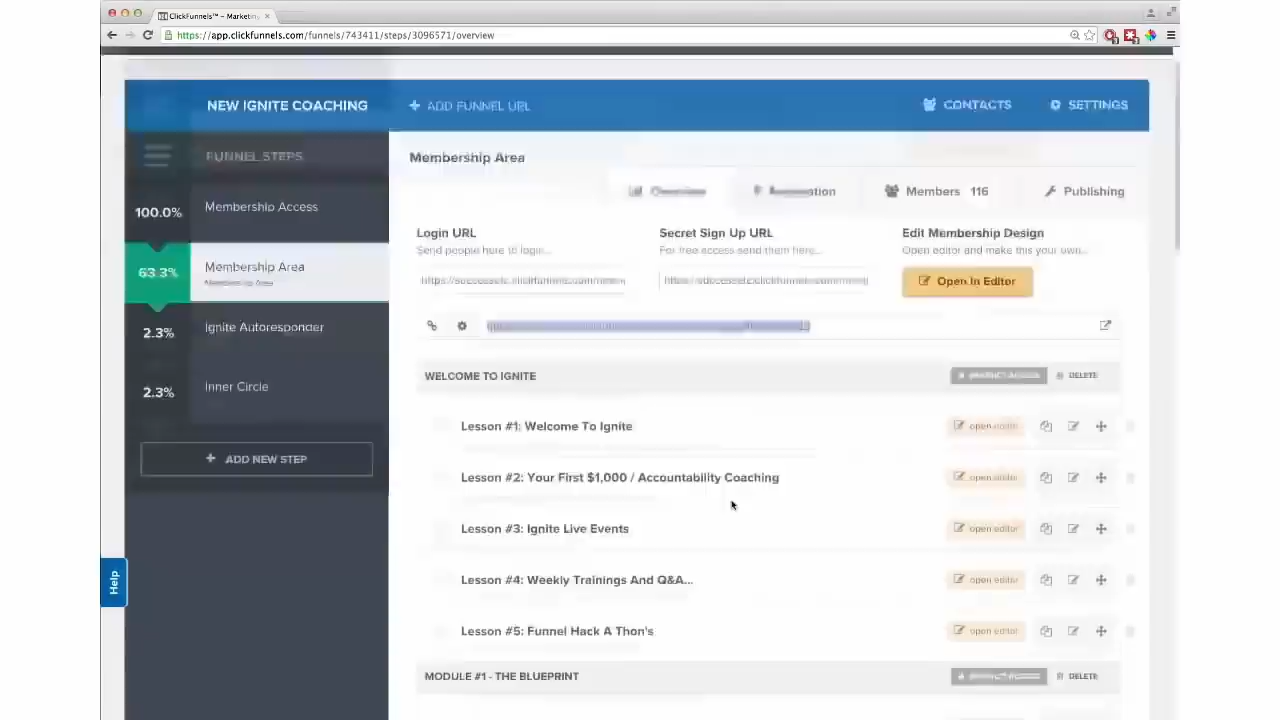 ClickFunnels™ - Marketin
https://app.clickfunnels.com/funnels/743411/steps/3096571/overview
NEW IGNITE COACHING
ADD FUNNEL URL
CONTACTS
SETTINGS
FUNNEL STEPS
Membership Area
100.0%
Membership Access
Overview
Automation
Members 116
Publishing
Login URL
Send people here to login...
Secret Sign Up URL
For free access send them here...
Edit Membership Design
Open editor and make this your own...
63.3%
Membership Area
Membership Area
Open In Editor
2.3%
Ignite Autoresponder
2.3%
Inner Circle
ADD NEW STEP
WELCOME TO IGNITE
DELETE
Lesson #1: Welcome To Ignite
open editor
Lesson #2: Your First $1,000 / Accountability Coaching
open editor
Lesson #3: Ignite Live Events
open editor
Lesson #4: Weekly Trainings And Q&A...
open editor
Lesson #5: Funnel Hack A Thon's
open editor
MODULE #1 - THE BLUEPRINT
DELETE
Help